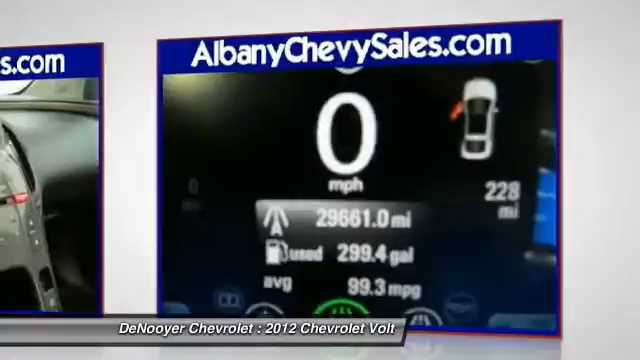 s.com
AlbanyChevySales.com
0
mph
228
mi
29661.0 mi
used 299.4 gal
avg 99.3 mpg
DeNooyer Chevrolet : 2012 Chevrolet Volt